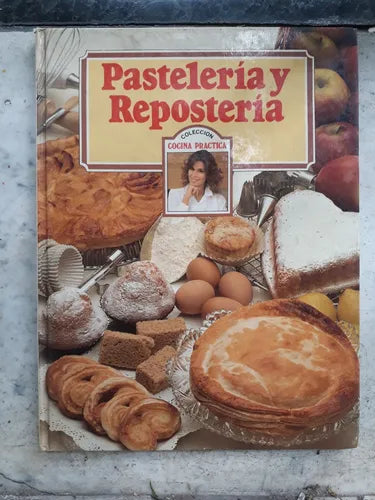 Pastelería y
Repostería
COLECCION
COCINA PRACTICA